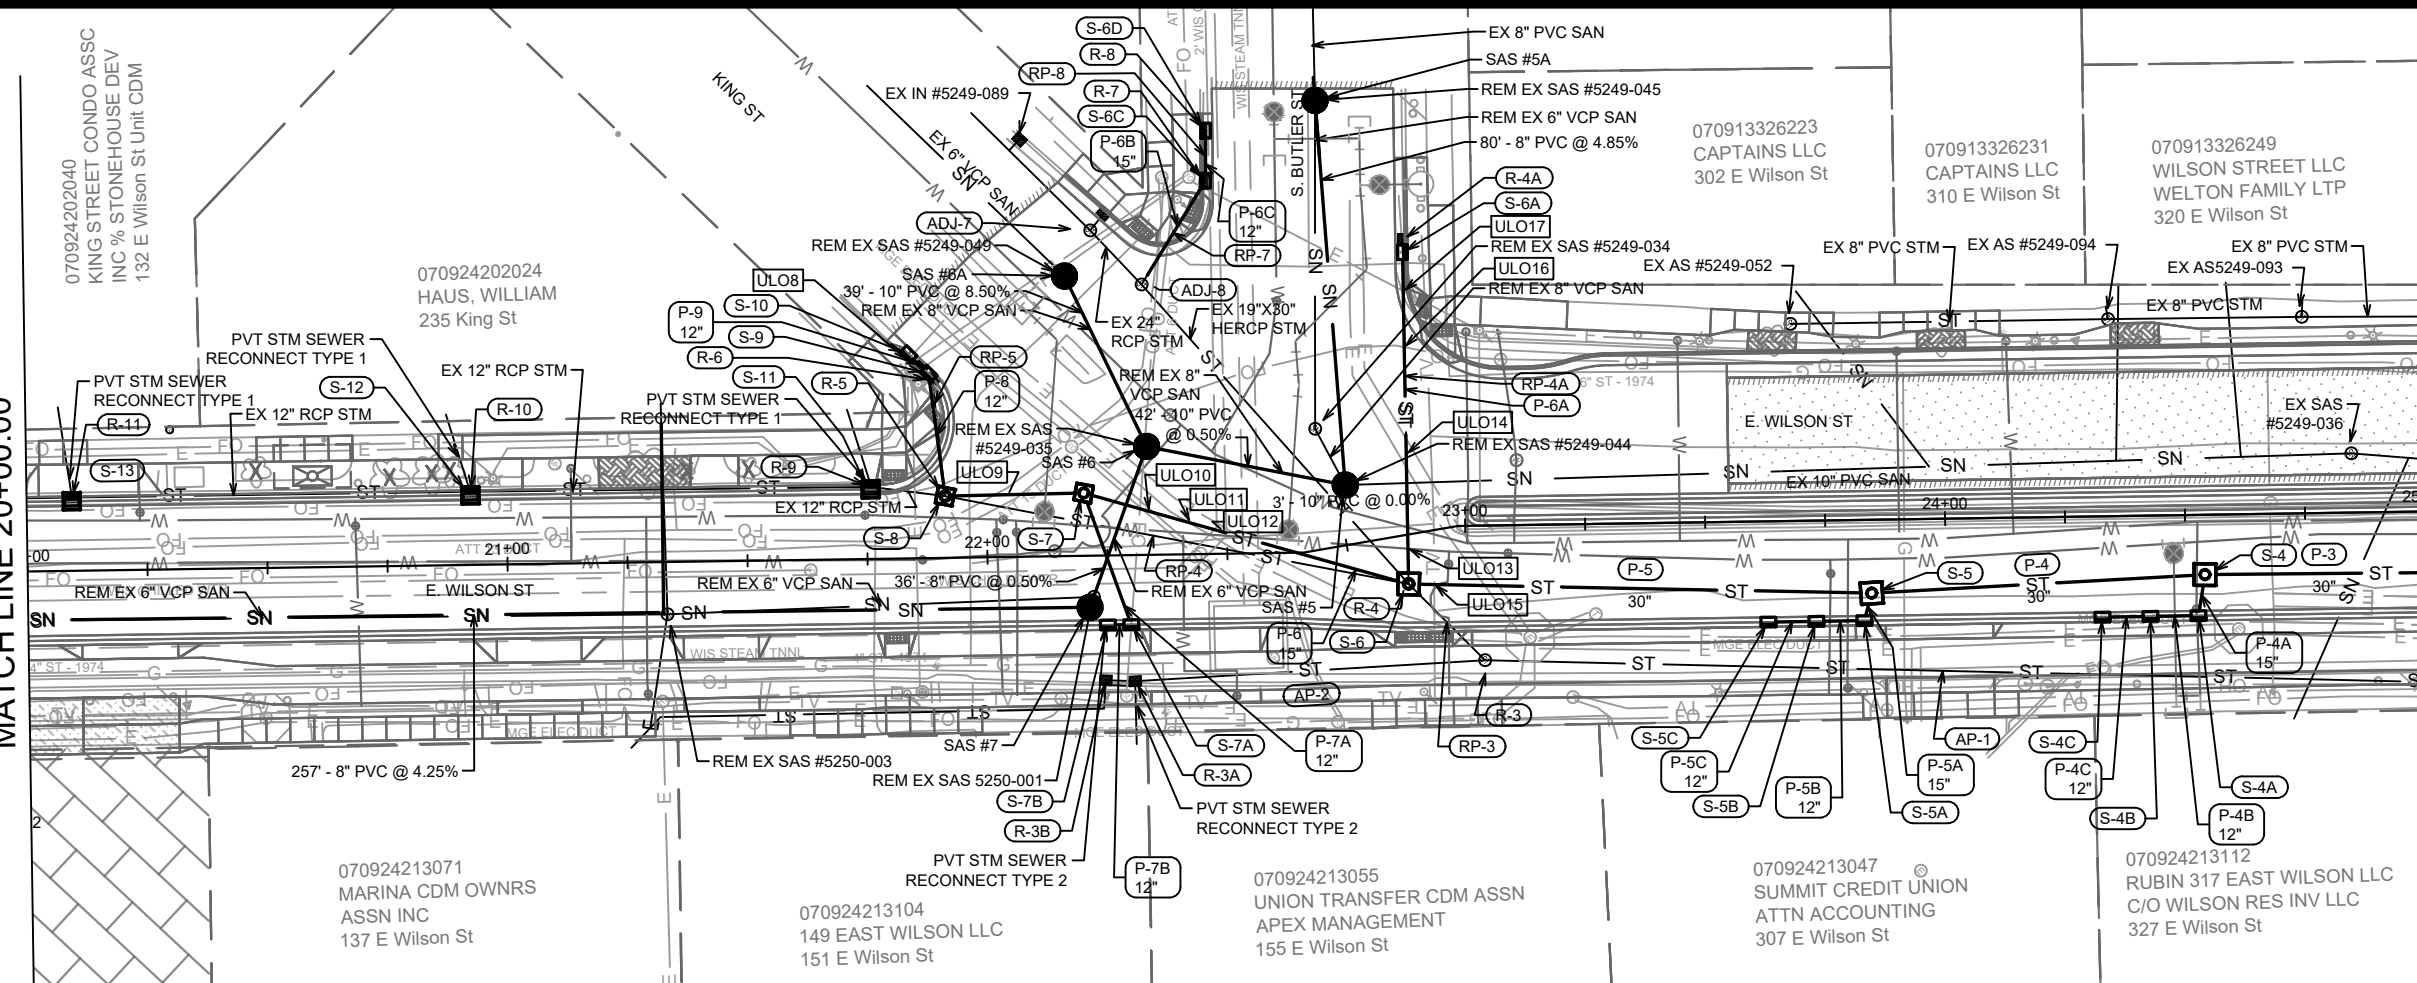 MATCH LINE 20+00.00
070924202040
KING STREET CONDO ASSC
INC % STONEHOUSE DEV
132 E Wilson St Unit CDM
070924202024
HAUS, WILLIAM
235 King St
KING ST
S-6D
R-8
RP-8
R-7
S-6C
P-6B
15"
EX IN #5249-089
EX 6" VCP SAN
SN
ADJ-7
REM EX SAS #5249-049
SAS #6A
39' - 10" PVC @ 8.50%
REM EX 8" VCP SAN
ULO8
S-10
P-9
12"
S-9
R-6
S-11
R-5
RP-5
P-8
12"
P-6C
12"
RP-7
ADJ-8
EX 24"
RCP STM
EX 19"X30"
HERCP STM
REM EX 8"
VCP SAN
42' - 10" PVC
@ 0.50%
S. BUTLER ST
EX 8" PVC SAN
SAS #5A
REM EX SAS #5249-045
REM EX 6" VCP SAN
80' - 8" PVC @ 4.85%
R-4A
S-6A
ULO17
REM EX SAS #5249-034
ULO16
REM EX 8" VCP SAN
RP-4A
P-6A
ULO14
REM EX SAS #5249-044
070913326223
CAPTAINS LLC
302 E Wilson St
070913326231
CAPTAINS LLC
310 E Wilson St
070913326249
WILSON STREET LLC
WELTON FAMILY LTP
320 E Wilson St
EX 8" PVC STM
EX AS #5249-094
EX 8" PVC STM
EX AS #5249-052
EX AS5249-093
EX 8" PVC STM
ST
E. WILSON ST
EX SAS
#5249-036
EX 10" PVC SAN
PVT STM SEWER
RECONNECT TYPE 1
PVT STM SEWER
RECONNECT TYPE 1
S-12
EX 12" RCP STM
R-11
EX 12" RCP STM
R-10
PVT STM SEWER
RECONNECT TYPE 1
S-13
R-9
REM EX SAS
#5249-035
SAS #6
ULO9
ULO10
ULO11
ULO12
3' - 10" PVC @ 0.00%
EX 12" RCP STM
S-8
S-7
21+00
22+00
23+00
24+00
REM EX 6" VCP SAN
E. WILSON ST
REM EX 6" VCP SAN
36' - 8" PVC @ 0.50%
RP-4
REM EX 6" VCP SAN
SAS #5
R-4
ULO13
ULO15
P-5
30"
S-5
P-4
30"
S-4
P-3
30"
SN
P-6
15"
S-6
WIS STEAM TNNL
MGE ELEC DUCT
AP-2
R-3
RP-3
P-4A
15"
257' - 8" PVC @ 4.25%
REM EX SAS #5250-003
SAS #7
REM EX SAS 5250-001
S-7B
R-3B
PVT STM SEWER
RECONNECT TYPE 2
P-7B
12"
S-7A
R-3A
P-7A
12"
PVT STM SEWER
RECONNECT TYPE 2
S-5C
P-5C
12"
S-5B
P-5B
12"
AP-1
P-5A
15"
S-5A
S-4C
P-4C
12"
S-4B
S-4A
P-4B
12"
070924213071
MARINA CDM OWNRS
ASSN INC
137 E Wilson St
070924213104
149 EAST WILSON LLC
151 E Wilson St
070924213055
UNION TRANSFER CDM ASSN
APEX MANAGEMENT
155 E Wilson St
070924213047
SUMMIT CREDIT UNION
ATTN ACCOUNTING
307 E Wilson St
070924213112
RUBIN 317 EAST WILSON LLC
C/O WILSON RES INV LLC
327 E Wilson St